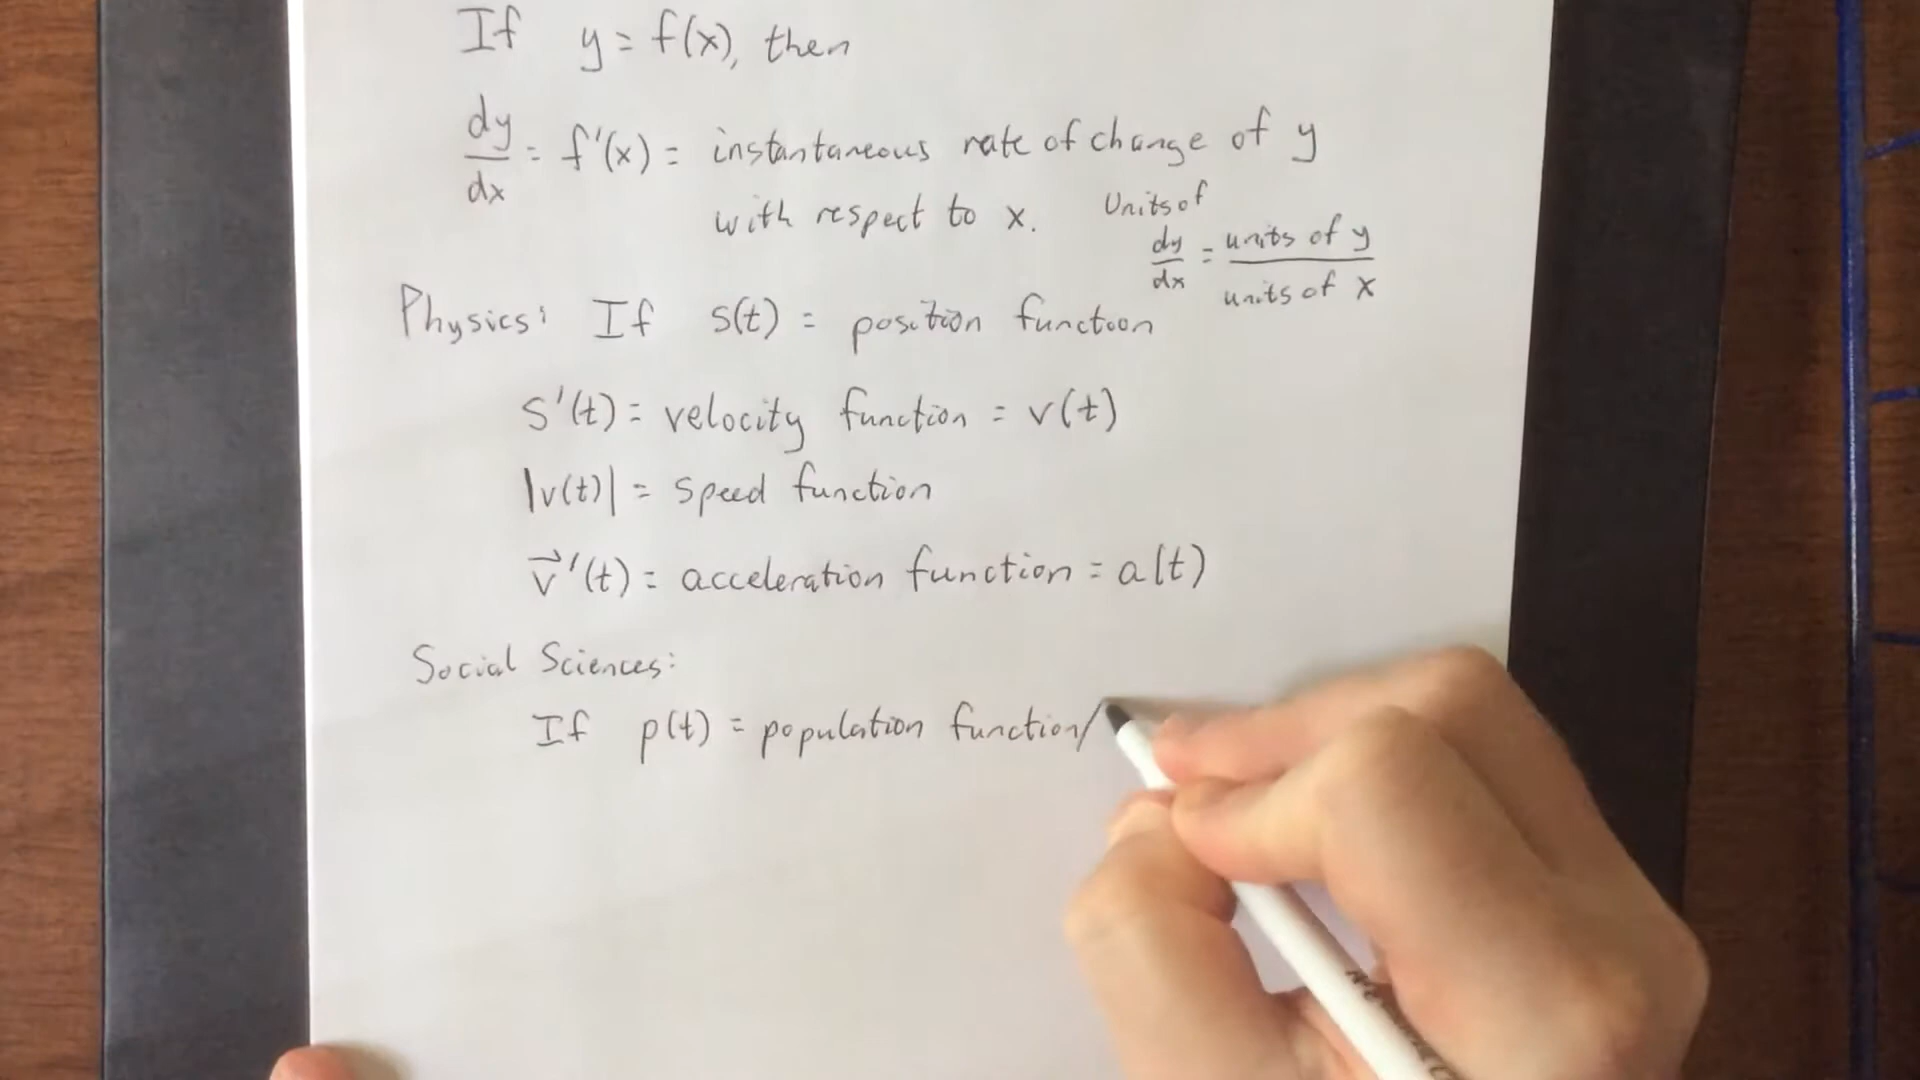 If y = f(x), then
dy/dx = f'(x) = instantaneous rate of change of y
with respect to x.
Units of
dy/dx = units of y / units of x
Physics: If s(t) = position function
s'(t) = velocity function = v(t)
|v(t)| = speed function
v⃗'(t) = acceleration function = a(t)
Social Sciences:
If p(t) = population function/